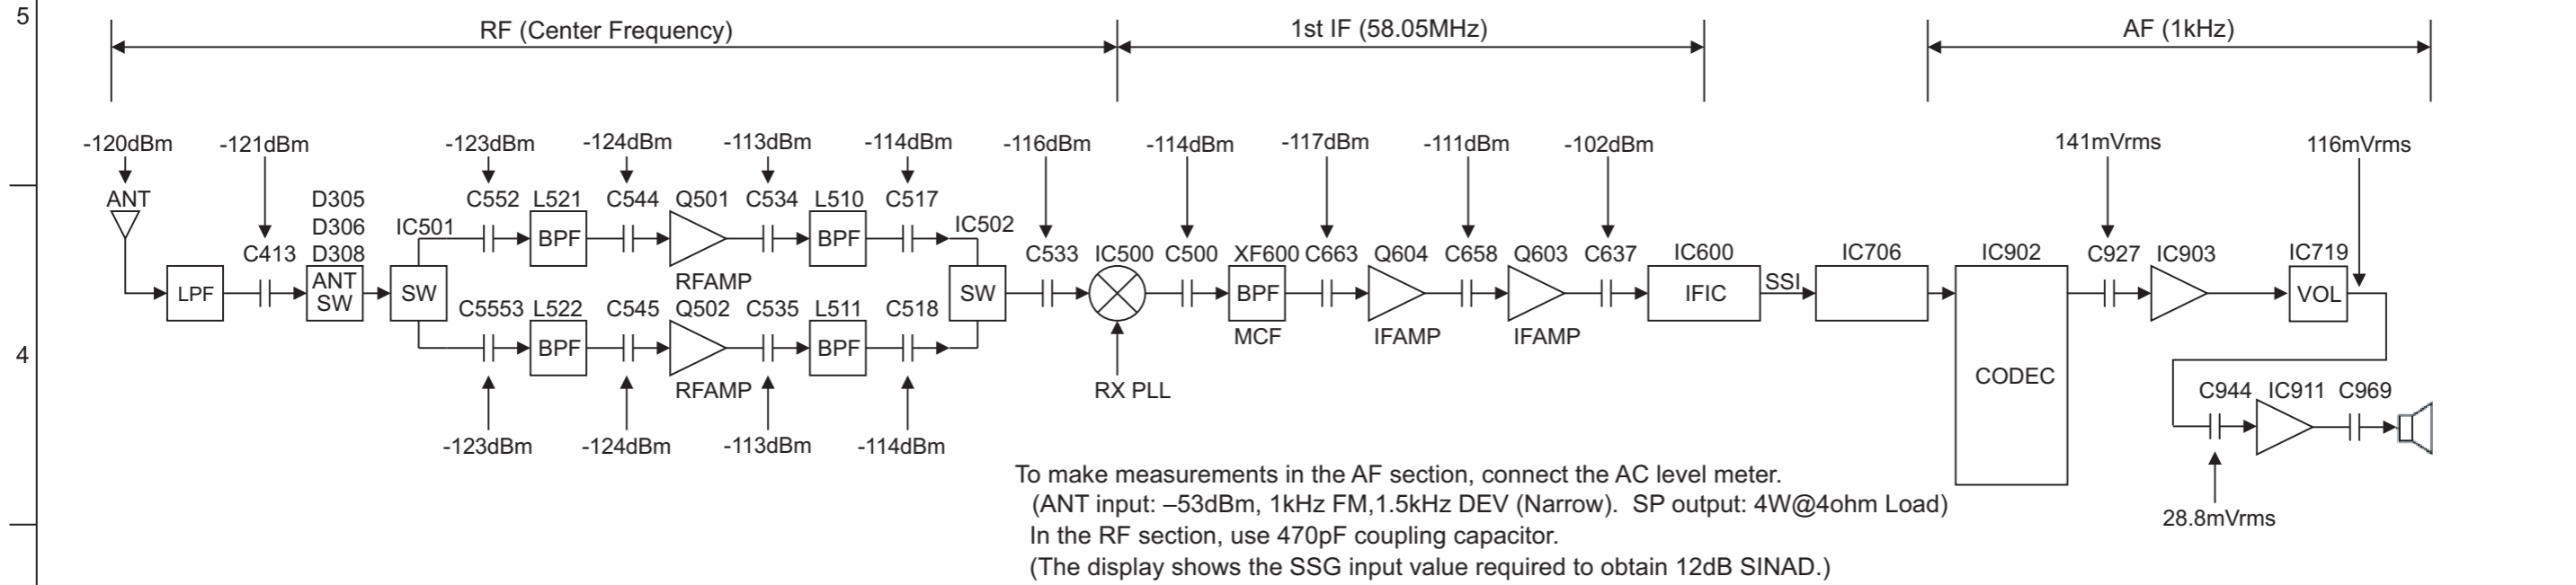 5
RF (Center Frequency)
1st IF (58.05MHz)
AF (1kHz)
-120dBm
-121dBm
-123dBm
-124dBm
-113dBm
-114dBm
-116dBm
-114dBm
-117dBm
-111dBm
-102dBm
141mVrms
116mVrms
ANT
D305
D306
D308
C413
LPF
ANT
SW
IC501
SW
C552
L521
BPF
C544
Q501
RFAMP
C534
L510
BPF
C517
IC502
SW
C5553
L522
BPF
C545
Q502
RFAMP
C535
L511
BPF
C518
C533
IC500
RX PLL
C500
XF600
BPF
MCF
C663
Q604
IFAMP
C658
Q603
IFAMP
C637
IC600
IFIC
SSI
IC706
IC902
CODEC
C927
IC903
IC719
VOL
4
C944
IC911
C969
-123dBm
-124dBm
-113dBm
-114dBm
28.8mVrms
To make measurements in the AF section, connect the AC level meter.
(ANT input: –53dBm, 1kHz FM,1.5kHz DEV (Narrow). SP output: 4W@4ohm Load)
In the RF section, use 470pF coupling capacitor.
(The display shows the SSG input value required to obtain 12dB SINAD.)